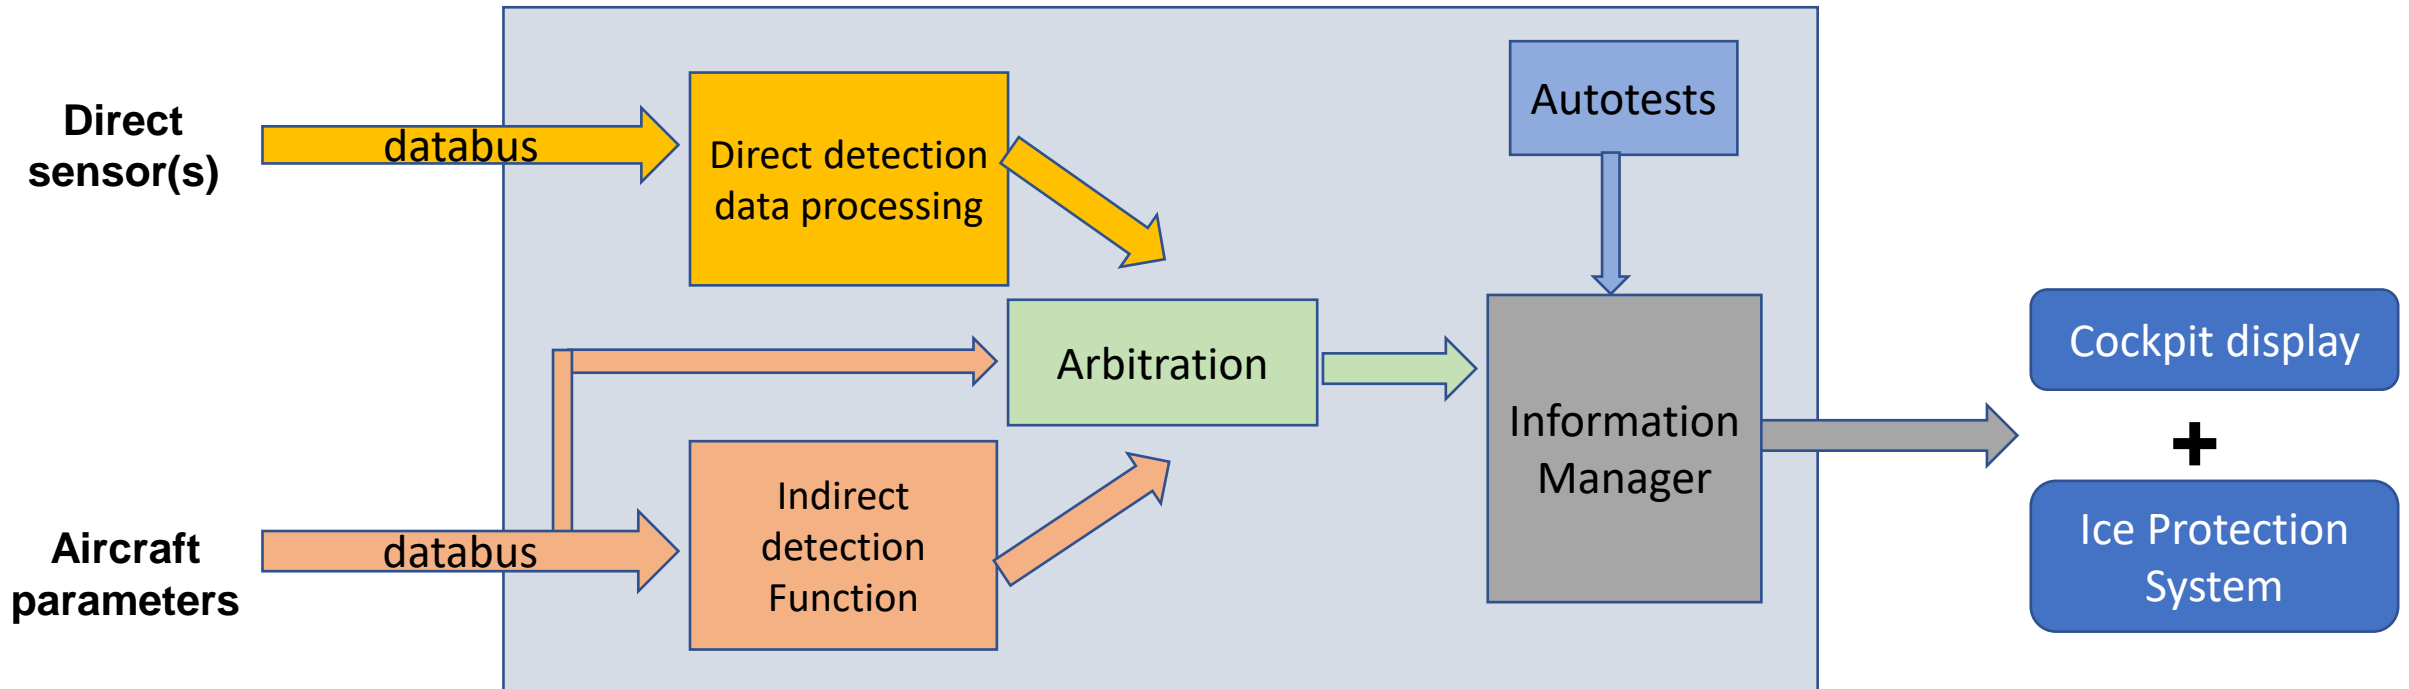 Direct
sensor(s)
databus
Direct detection
data processing
Autotests
Arbitration
Information
Manager
Cockpit display
+
Ice Protection
System
Aircraft
parameters
databus
Indirect
detection
Function